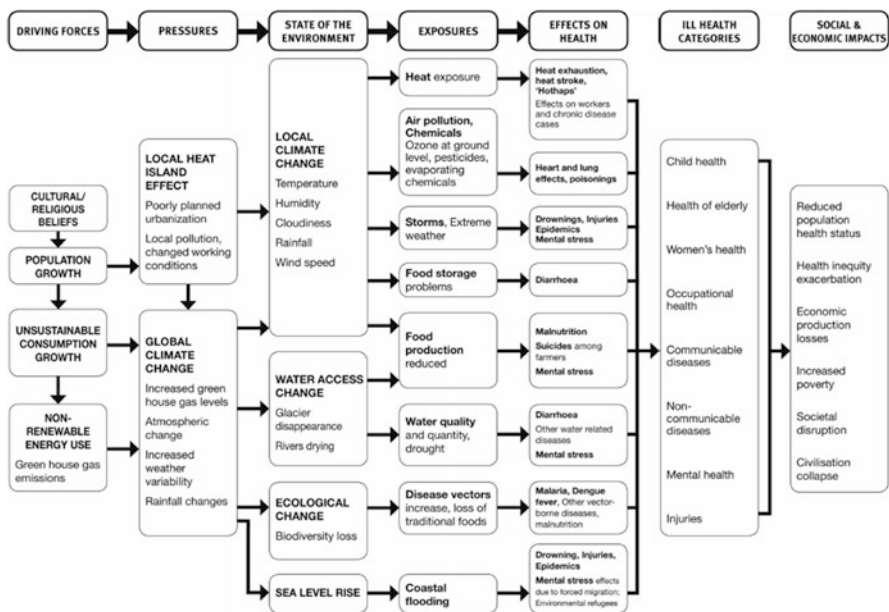 DRIVING FORCES
PRESSURES
STATE OF THE
ENVIRONMENT
EXPOSURES
EFFECTS ON
HEALTH
ILL HEALTH
CATEGORIES
SOCIAL &
ECONOMIC IMPACTS
CULTURAL/
RELIGIOUS
BELIEFS
POPULATION
GROWTH
UNSUSTAINABLE
CONSUMPTION
GROWTH
NON-
RENEWABLE
ENERGY USE
Green house gas
emissions
LOCAL HEAT
ISLAND
EFFECT
Poorly planned
urbanization
Local pollution,
changed working
conditions
GLOBAL
CLIMATE
CHANGE
Increased green
house gas levels
Atmospheric
change
Increased
weather
variability
Rainfall changes
LOCAL
CLIMATE
CHANGE
Temperature
Humidity
Cloudiness
Rainfall
Wind speed
WATER ACCESS
CHANGE
Glacier
disappearance
Rivers drying
ECOLOGICAL
CHANGE
Biodiversity loss
SEA LEVEL RISE
Heat exposure
Air pollution,
Chemicals
Ozone at ground
level, pesticides,
evaporating
chemicals
Storms, Extreme
weather
Food storage
problems
Food
production
reduced
Water quality
and quantity,
drought
Disease vectors
increase, loss of
traditional foods
Coastal
flooding
Heat exhaustion,
heat stroke,
'Hothaps'
Effects on workers
and chronic disease
cases
Heart and lung
effects, poisonings
Drownings, Injuries
Epidemics
Mental stress
Diarrhoea
Malnutrition
Suicides among
farmers
Mental stress
Diarrhoea
Other water related
diseases
Mental stress
Malaria, Dengue
fever, Other vector-
borne diseases,
malnutrition
Drowning, Injuries,
Epidemics
Mental stress effects
due to forced migration;
Environmental refugees
Child health
Health of elderly
Women's health
Occupational
health
Communicable
diseases
Non-
communicable
diseases
Mental health
Injuries
Reduced
population
health status
Health inequity
exacerbation
Economic
production
losses
Increased
poverty
Societal
disruption
Civilisation
collapse